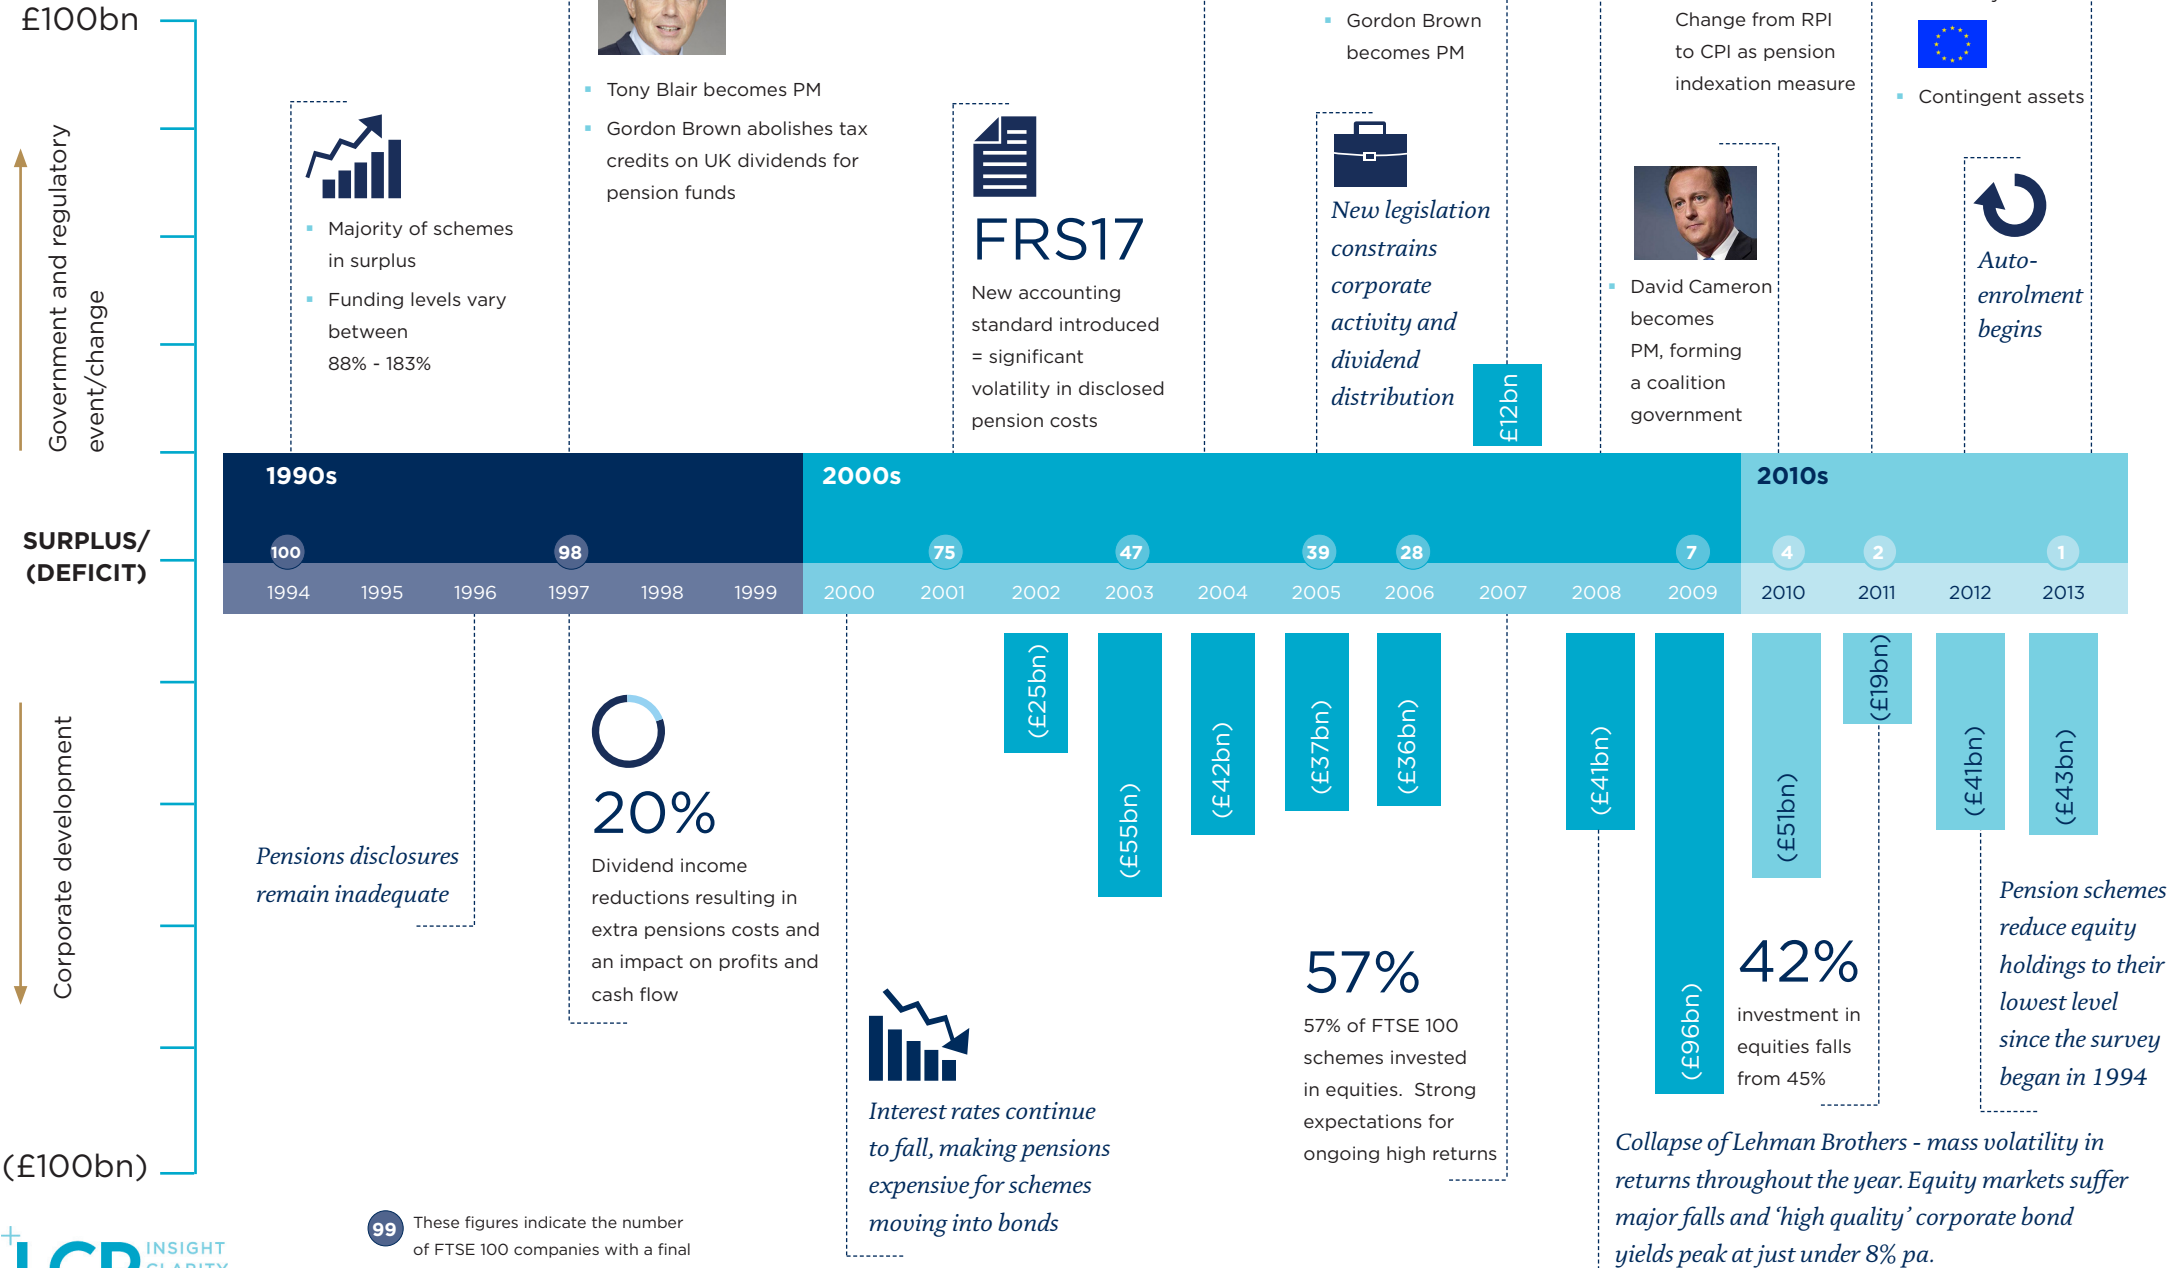 £100bn
Government and regulatory
event/change
SURPLUS/
(DEFICIT)
Corporate development
(£100bn)
Majority of schemes
in surplus
Funding levels vary
between
88% - 183%
Tony Blair becomes PM
Gordon Brown abolishes tax
credits on UK dividends for
pension funds
FRS17
New accounting
standard introduced
= significant
volatility in disclosed
pension costs
Gordon Brown
becomes PM
New legislation
constrains
corporate
activity and
dividend
distribution
£12bn
Change from RPI
to CPI as pension
indexation measure
David Cameron
becomes
PM, forming
a coalition
government
Contingent assets
Auto-
enrolment
begins
1990s
2000s
2010s
100 98 75 47 39 28 7 4 2 1
1994 1995 1996 1997 1998 1999 2000 2001 2002 2003 2004 2005 2006 2007 2008 2009 2010 2011 2012 2013
(£25bn)
(£55bn)
(£42bn)
(£37bn)
(£36bn)
(£41bn)
(£96bn)
(£51bn)
(£19bn)
(£41bn)
(£43bn)
Pensions disclosures
remain inadequate
20%
Dividend income
reductions resulting in
extra pensions costs and
an impact on profits and
cash flow
Interest rates continue
to fall, making pensions
expensive for schemes
moving into bonds
57%
57% of FTSE 100
schemes invested
in equities. Strong
expectations for
ongoing high returns
42%
investment in
equities falls
from 45%
Pension schemes
reduce equity
holdings to their
lowest level
since the survey
began in 1994
Collapse of Lehman Brothers - mass volatility in
returns throughout the year. Equity markets suffer
major falls and ‘high quality’ corporate bond
yields peak at just under 8% pa.
99
These figures indicate the number
of FTSE 100 companies with a final
LCP
INSIGHT
CLARITY